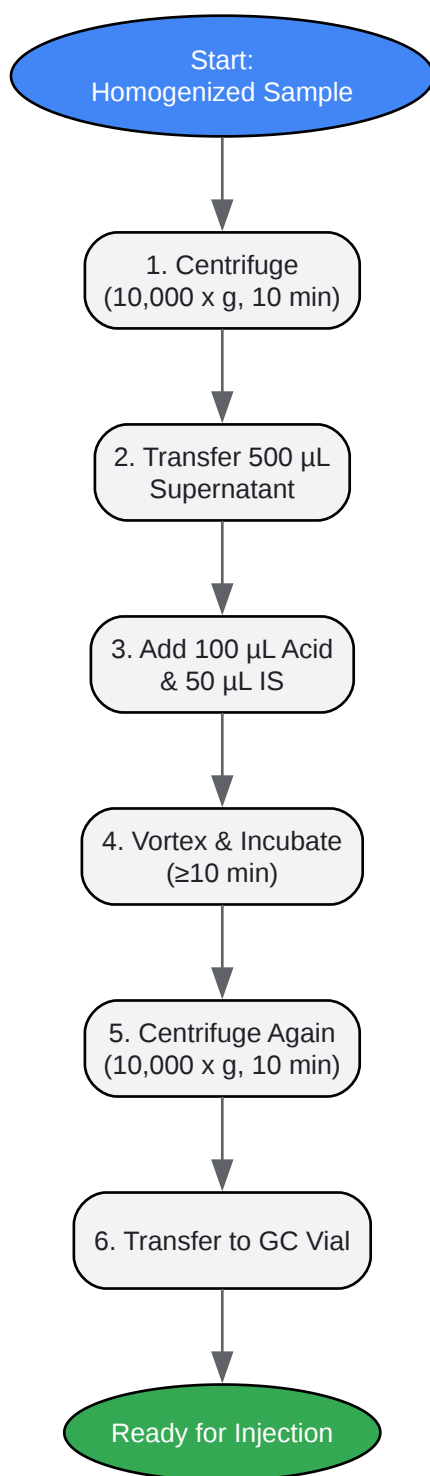 Start:
Homogenized Sample
1. Centrifuge
(10,000 x g, 10 min)
2. Transfer 500 µL
Supernatant
3. Add 100 µL Acid
& 50 µL IS
4. Vortex & Incubate
(≥10 min)
5. Centrifuge Again
(10,000 x g, 10 min)
6. Transfer to GC Vial
Ready for Injection